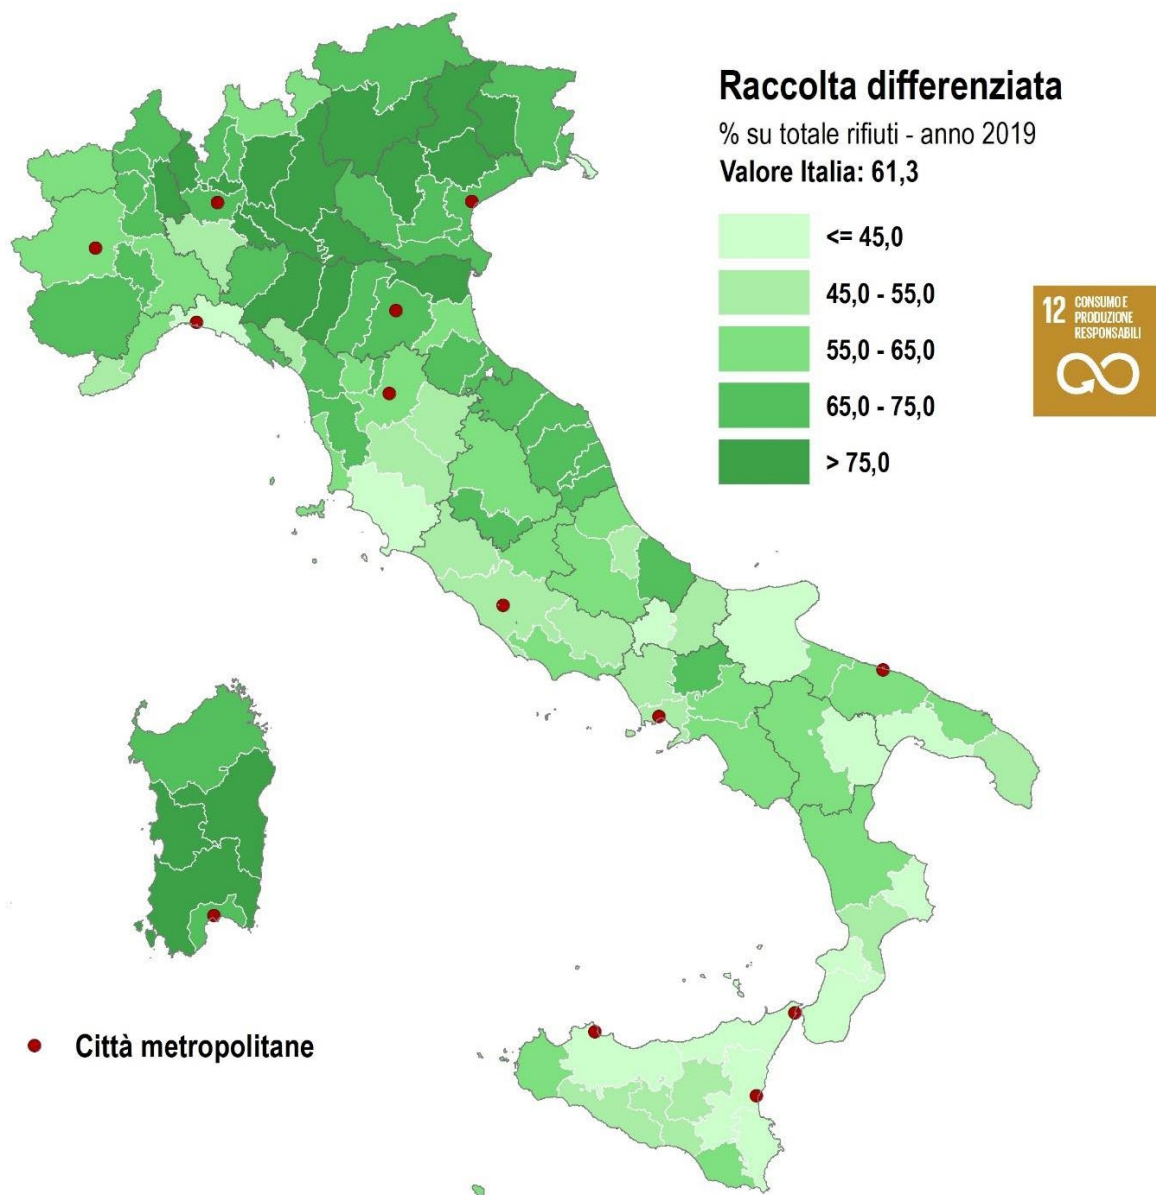 Raccolta differenziata
% su totale rifiuti - anno 2019
Valore Italia: 61,3
<= 45,0
45,0 - 55,0
55,0 - 65,0
65,0 - 75,0
> 75,0
12 CONSUMO E
PRODUZIONE
RESPONSABILI
Città metropolitane